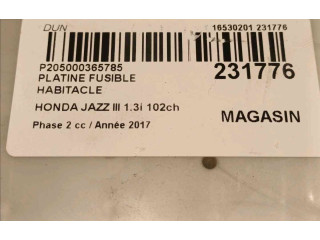 DUN 16530201 231776
P205000365785
PLATINE FUSIBLE 231776
HABITACLE
HONDA JAZZ III 1.3i 102ch MAGASIN
Phase 2 cc / Année 2017